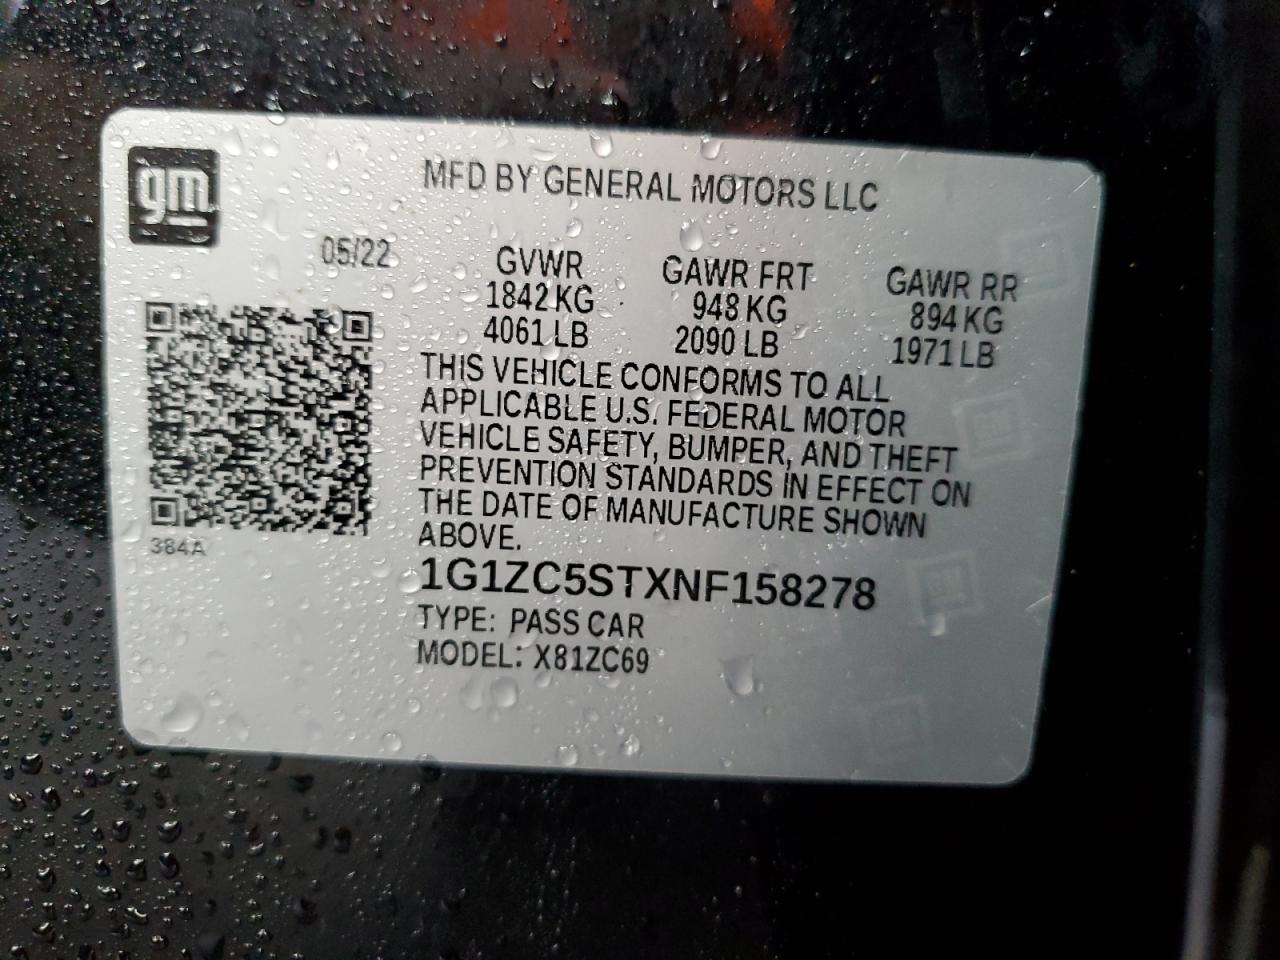 gm
MFD BY GENERAL MOTORS LLC
05/22
GVWR
1842 KG
4061 LB
GAWR FRT
948 KG
2090 LB
GAWR RR
894 KG
1971 LB
THIS VEHICLE CONFORMS TO ALL
APPLICABLE U.S. FEDERAL MOTOR
VEHICLE SAFETY, BUMPER, AND THEFT
PREVENTION STANDARDS IN EFFECT ON
THE DATE OF MANUFACTURE SHOWN
ABOVE.
384A
1G1ZC5STXNF158278
TYPE: PASS CAR
MODEL: X81ZC69